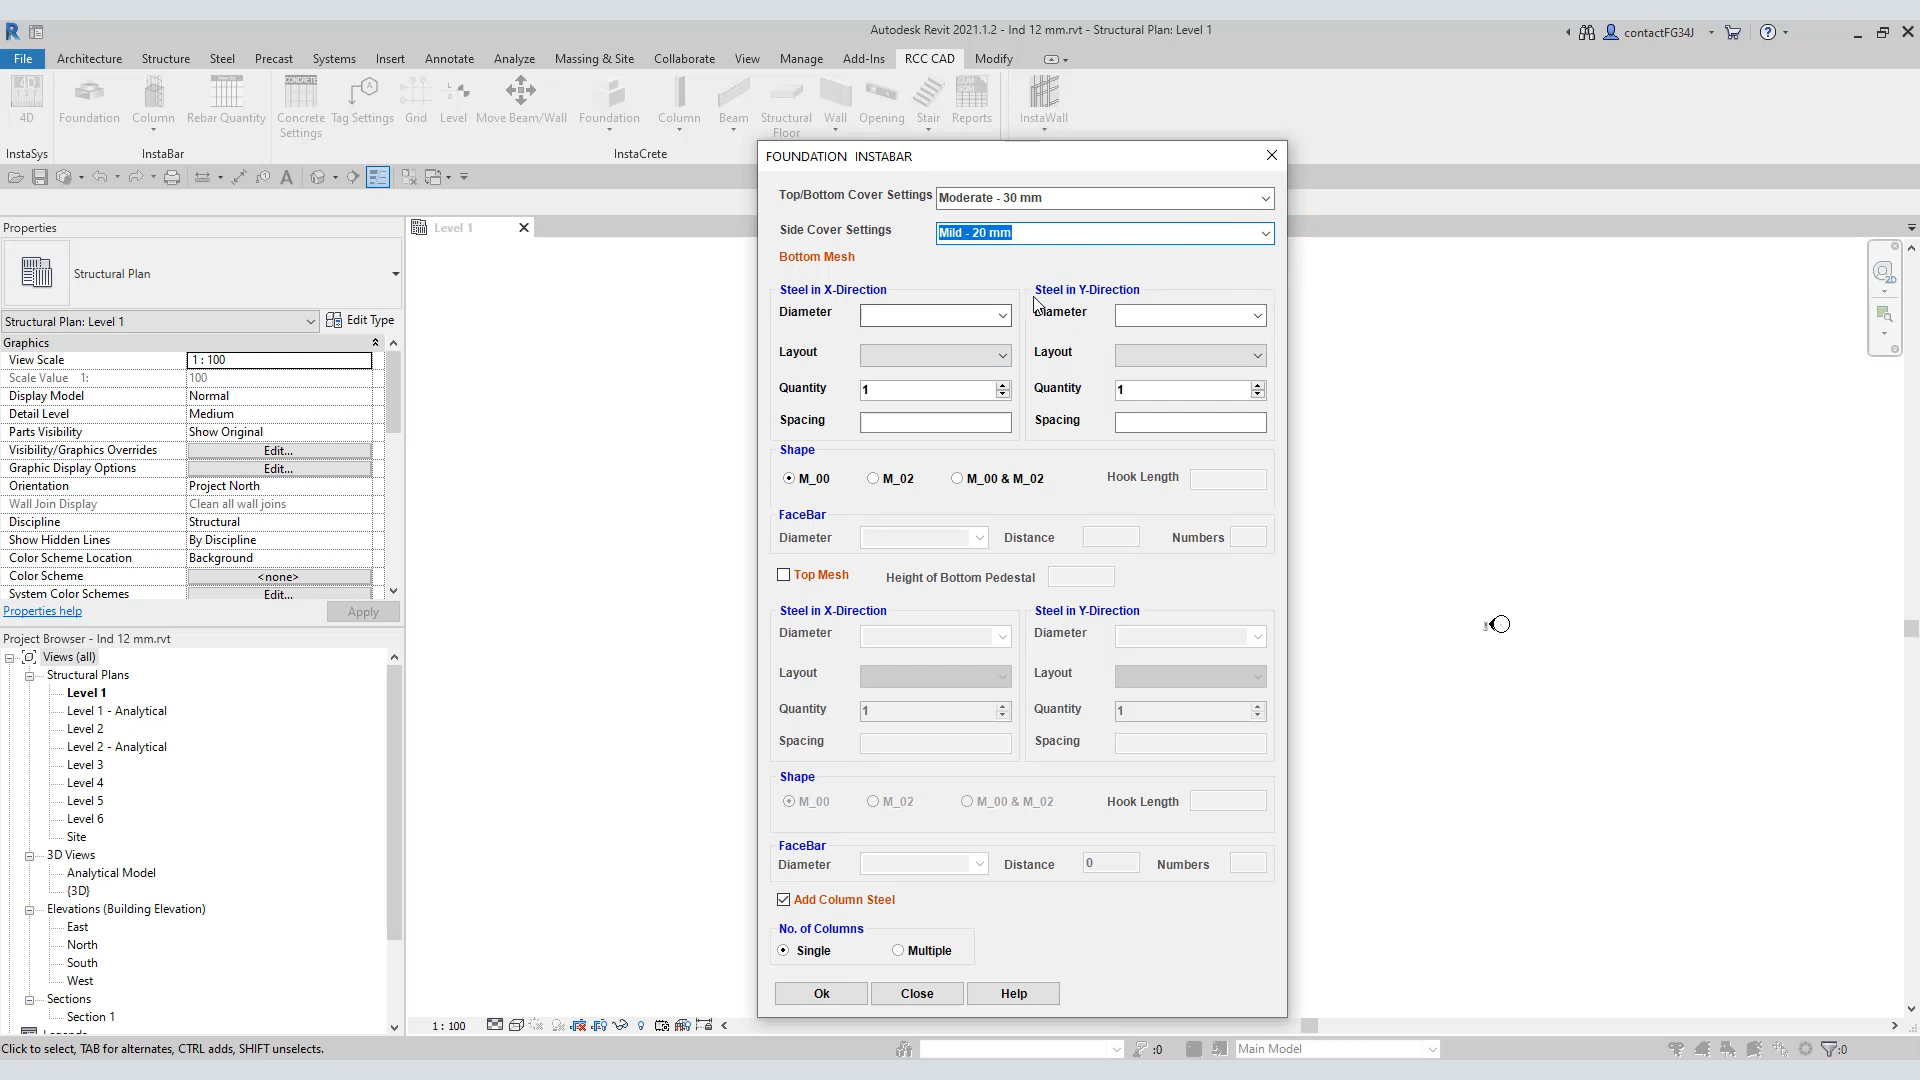 Autodesk Revit 2021.1.2 - Ind 12 mm.rvt - Structural Plan: Level 1
contactFG34J
File Architecture Structure Steel Precast Systems Insert Annotate Analyze Massing & Site Collaborate View Manage Add-Ins RCC CAD Modify
4D Foundation Column Rebar Quantity Concrete Settings Tag Settings Grid Level Move Beam/Wall Foundation Column Beam Structural Floor Wall Opening Stair Reports InstaWall
InstaSys InstaBar InstaCrete
Properties
Structural Plan
Structural Plan: Level 1 Edit Type
Graphics
View Scale 1 : 100
Scale Value 1: 100
Display Model Normal
Detail Level Medium
Parts Visibility Show Original
Visibility/Graphics Overrides Edit...
Graphic Display Options Edit...
Orientation Project North
Wall Join Display Clean all wall joins
Discipline Structural
Show Hidden Lines By Discipline
Color Scheme Location Background
Color Scheme <none>
System Color Schemes Edit...
Properties help Apply
Project Browser - Ind 12 mm.rvt
Views (all)
Structural Plans
Level 1
Level 1 - Analytical
Level 2
Level 2 - Analytical
Level 3
Level 4
Level 5
Level 6
Site
3D Views
Analytical Model
{3D}
Elevations (Building Elevation)
East
North
South
West
Sections
Section 1
Level 1
FOUNDATION INSTABAR
Top/Bottom Cover Settings Moderate - 30 mm
Side Cover Settings Mild - 20 mm
Bottom Mesh
Steel in X-Direction Steel in Y-Direction
Diameter Diameter
Layout Layout
Quantity 1 Quantity 1
Spacing Spacing
Shape
M_00 M_02 M_00 & M_02 Hook Length
FaceBar
Diameter Distance Numbers
Top Mesh Height of Bottom Pedestal
Steel in X-Direction Steel in Y-Direction
Diameter Diameter
Layout Layout
Quantity 1 Quantity 1
Spacing Spacing
Shape
M_00 M_02 M_00 & M_02 Hook Length
FaceBar
Diameter Distance 0 Numbers
Add Column Steel
No. of Columns
Single Multiple
Ok Close Help
1 : 100
Click to select, TAB for alternates, CTRL adds, SHIFT unselects.
:0 Main Model :0